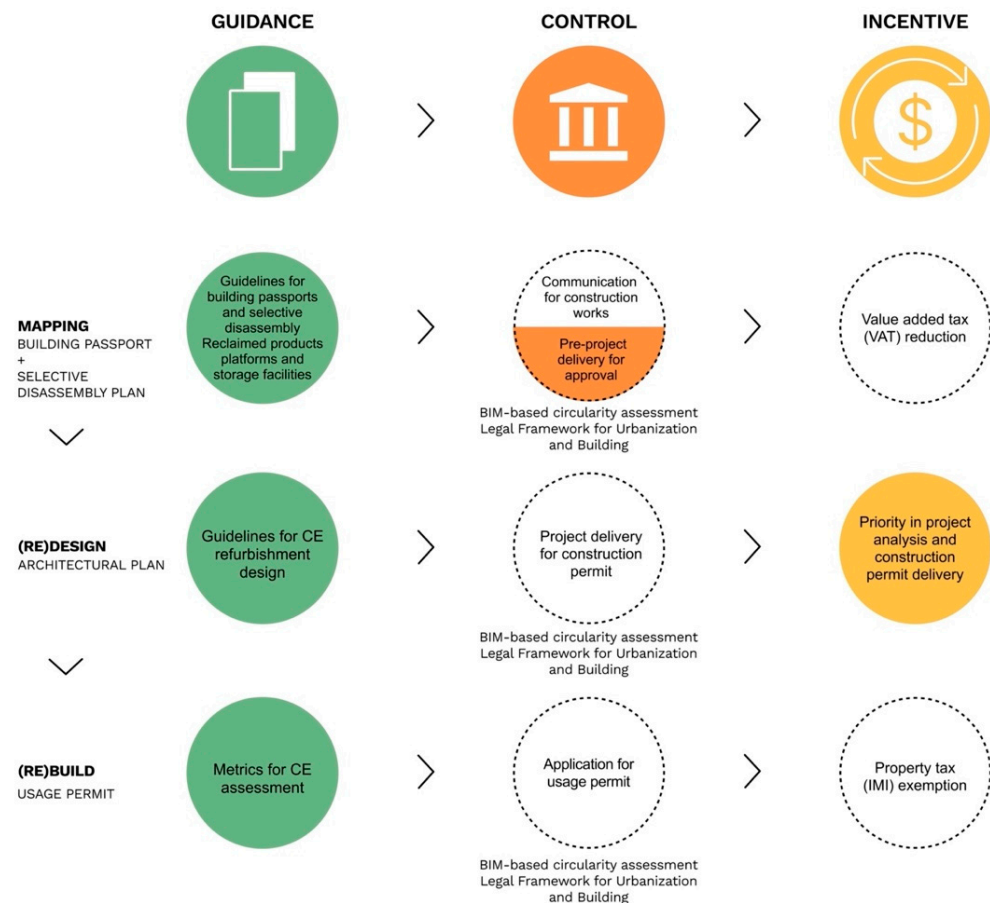 GUIDANCE
CONTROL
INCENTIVE
$
MAPPING
BUILDING PASSPORT
+
SELECTIVE
DISASSEMBLY PLAN
Guidelines for
building passports
and selective
disassembly
Reclaimed products
platforms and
storage facilities
Communication
for construction
works
Pre-project
delivery for
approval
BIM-based circularity assessment
Legal Framework for Urbanization
and Building
Value added tax
(VAT) reduction
(RE)DESIGN
ARCHITECTURAL PLAN
Guidelines for CE
refurbishment
design
Project delivery
for construction
permit
BIM-based circularity assessment
Legal Framework for Urbanization
and Building
Priority in project
analysis and
construction
permit delivery
(RE)BUILD
USAGE PERMIT
Metrics for CE
assessment
Application for
usage permit
BIM-based circularity assessment
Legal Framework for Urbanization
and Building
Property tax
(IMI) exemption